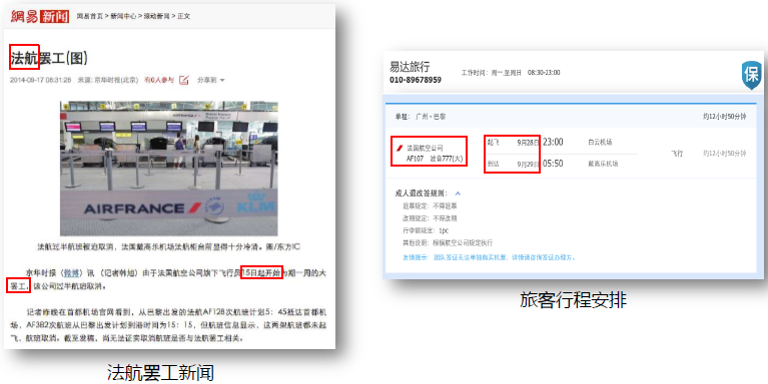 網易 新闻 网易首页 > 新闻中心 > 滚动新闻 > 正文
法航罢工(图)
2014-09-17 08:31:26 来源: 京华时报(北京) 有0人参与 分享到
AIRFRANCE
KLM
法航过半航班被迫取消，法国戴高乐机场法航柜台前显得十分冷清。图/东方IC
京华时报（微博）讯（记者韩旭）由于法国航空公司旗下飞行员15日起开始为期一周的大
罢工，该公司过半航班取消。
记者昨晚在首都机场官网看到，从巴黎出发的法航AF128次航班计划5：45抵达首都机
场，AF382次航班从巴黎出发计划到港时间为15：15，但航班信息显示，这两架航班都未起
飞、航班取消。截至发稿，尚无法证实取消航班是否与法航罢工相关。
法航罢工新闻
易达旅行
010-89678959
工作时间：周一至周日 08:30-23:00
保
单程： 广州 - 巴黎 约12小时50分钟
法国航空公司
AF107 波音777(大)
起飞 9月28日 23:00 白云机场
到达 9月29日 05:50 戴高乐机场
飞行 约12小时50分钟
成人退改签规则：
退票规定：不得退票
改期规定：不得改期
行李额规定：1pc
其他说明：根据航空公司规定执行
友情提示：团队签证无法单独购买机票，请慎重选择签证办理方。
旅客行程安排